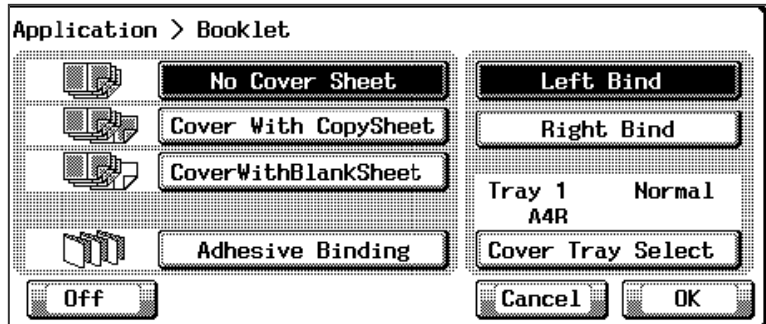 Application > Booklet
No Cover Sheet
Cover With CopySheet
CoverWithBlankSheet
Adhesive Binding
Left Bind
Right Bind
Tray 1 Normal
A4R
Cover Tray Select
Off
Cancel
OK